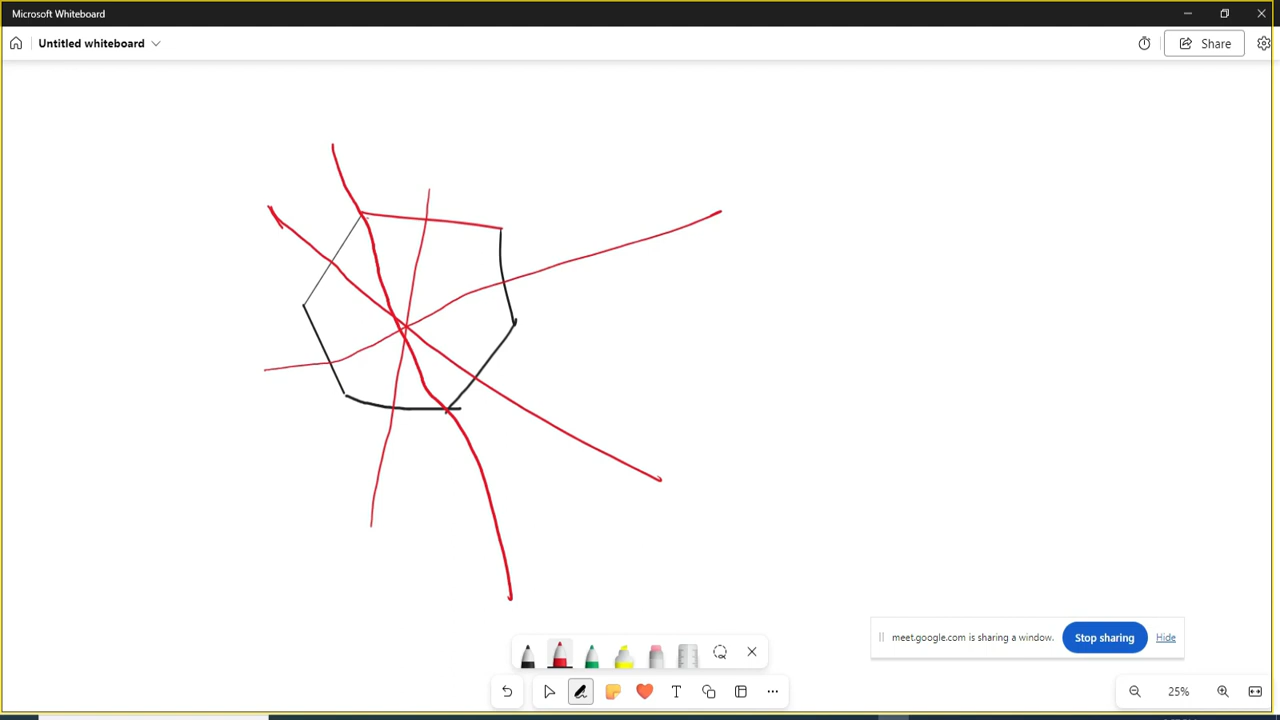 Microsoft Whiteboard
Untitled whiteboard
Share
meet.google.com is sharing a window.
Stop sharing
Hide
25%